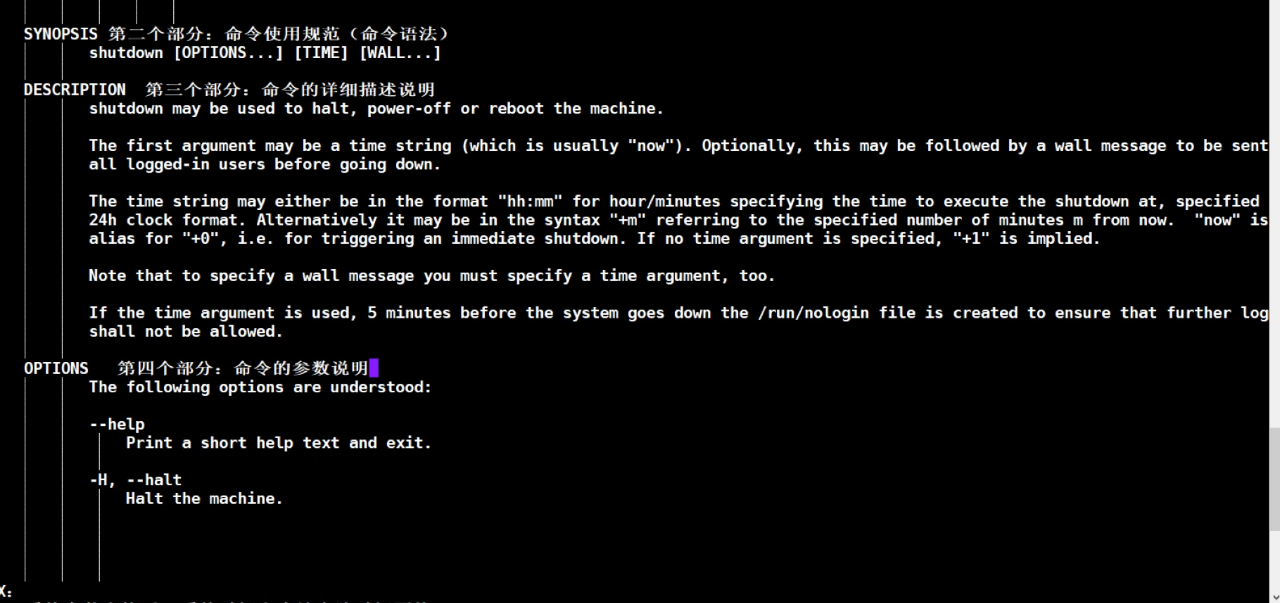 SYNOPSIS 第二个部分：命令使用规范（命令语法）
shutdown [OPTIONS...] [TIME] [WALL...]
DESCRIPTION 第三个部分：命令的详细描述说明
shutdown may be used to halt, power-off or reboot the machine.
The first argument may be a time string (which is usually "now"). Optionally, this may be followed by a wall message to be sent
all logged-in users before going down.
The time string may either be in the format "hh:mm" for hour/minutes specifying the time to execute the shutdown at, specified
24h clock format. Alternatively it may be in the syntax "+m" referring to the specified number of minutes m from now. "now" is
alias for "+0", i.e. for triggering an immediate shutdown. If no time argument is specified, "+1" is implied.
Note that to specify a wall message you must specify a time argument, too.
If the time argument is used, 5 minutes before the system goes down the /run/nologin file is created to ensure that further log
shall not be allowed.
OPTIONS 第四个部分：命令的参数说明
The following options are understood:
--help
Print a short help text and exit.
-H, --halt
Halt the machine.
X: